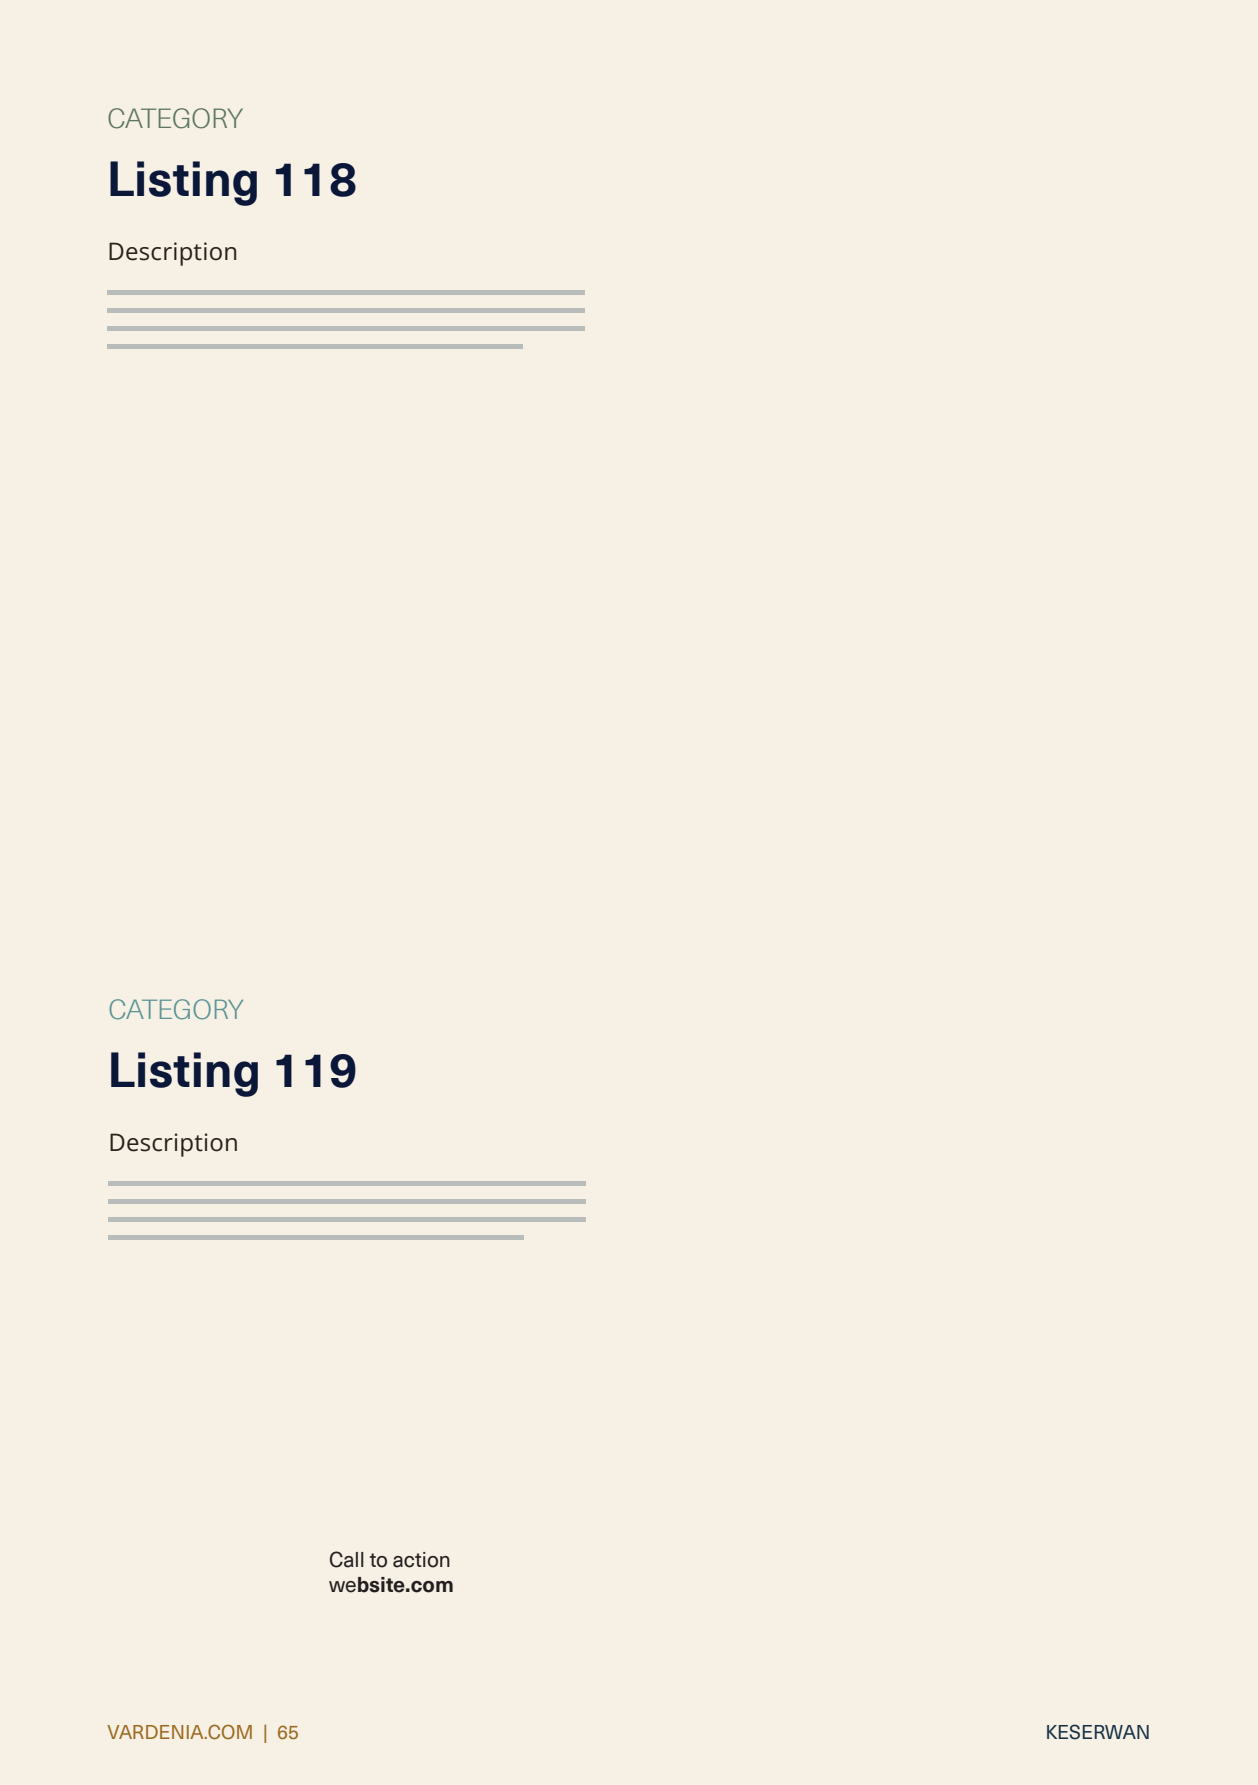 CATEGORY
Listing 118
Description
CATEGORY
Listing 119
Description
Call to action
website.com
VARDENIA.COM | 65
KESERWAN